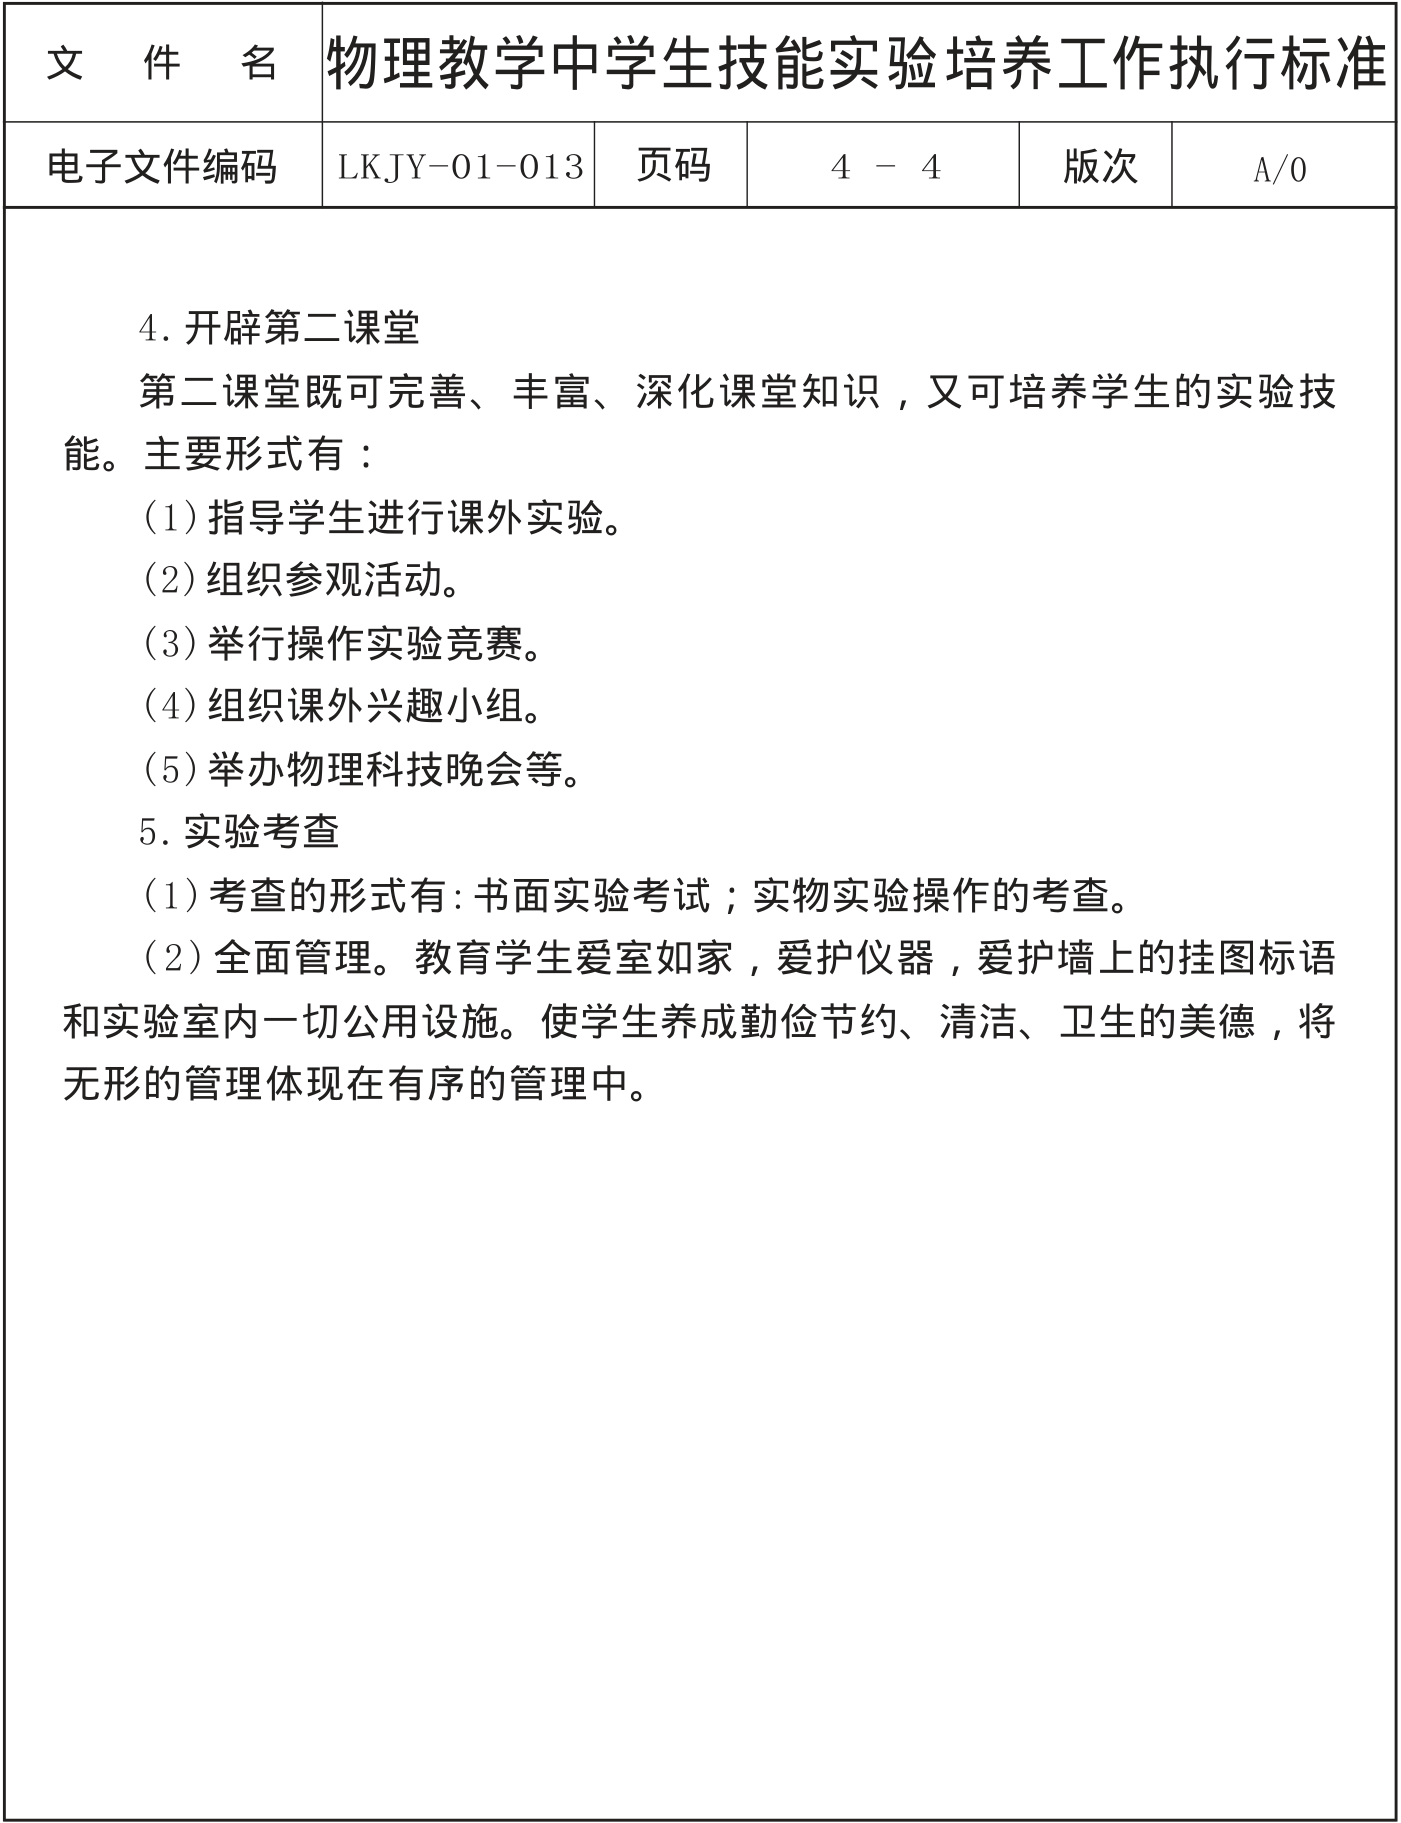 文 件 名 物理教学中学生技能实验培养工作执行标准
电子文件编码 LKJY-01-013 页码 4 - 4 版次 A/0
4. 开辟第二课堂
第二课堂既可完善、丰富、深化课堂知识，又可培养学生的实验技
能。主要形式有：
(1)指导学生进行课外实验。
(2)组织参观活动。
(3)举行操作实验竞赛。
(4)组织课外兴趣小组。
(5)举办物理科技晚会等。
5. 实验考查
(1)考查的形式有:书面实验考试；实物实验操作的考查。
(2)全面管理。教育学生爱室如家，爱护仪器，爱护墙上的挂图标语
和实验室内一切公用设施。使学生养成勤俭节约、清洁、卫生的美德，将
无形的管理体现在有序的管理中。